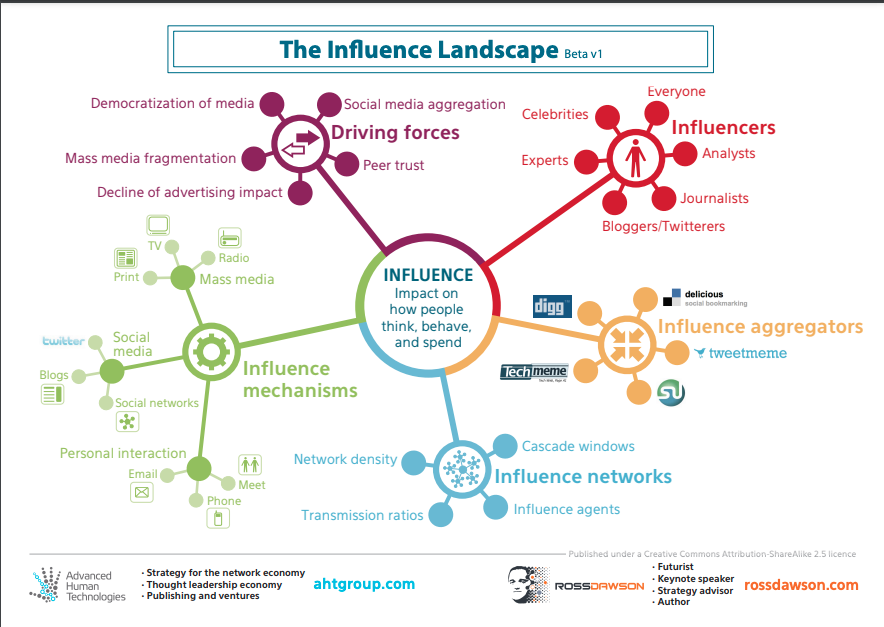 The Influence Landscape Beta v1
Democratization of media
Social media aggregation
Driving forces
Mass media fragmentation
Peer trust
Decline of advertising impact
Everyone
Celebrities
Influencers
Experts
Analysts
Journalists
Bloggers/Twitterers
TV
Radio
Print
Mass media
INFLUENCE
Impact on
how people
think, behave,
and spend
digg
delicious
social bookmarking
Influence aggregators
tweetmeme
Techmeme
Tech Web, Page A1
SU
twitter
Social
media
Blogs
Social networks
Influence
mechanisms
Personal interaction
Email
Meet
Phone
Network density
Cascade windows
Influence networks
Transmission ratios
Influence agents
Published under a Creative Commons Attribution-ShareAlike 2.5 licence
Advanced
Human
Technologies
· Strategy for the network economy
· Thought leadership economy
· Publishing and ventures
ahtgroup.com
ROSSDAWSON
· Futurist
· Keynote speaker
· Strategy advisor
· Author
rossdawson.com